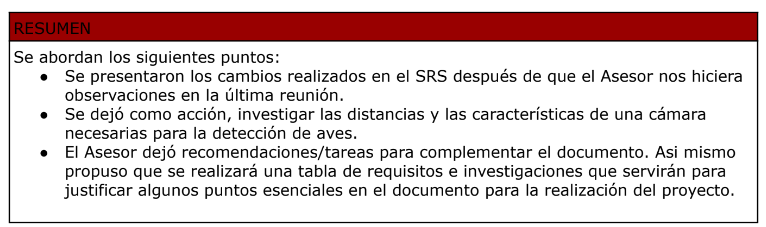 RESUMEN
Se abordan los siguientes puntos:
● Se presentaron los cambios realizados en el SRS después de que el Asesor nos hiciera
observaciones en la última reunión.
● Se dejó como acción, investigar las distancias y las características de una cámara
necesarias para la detección de aves.
● El Asesor dejó recomendaciones/tareas para complementar el documento. Asi mismo
propuso que se realizará una tabla de requisitos e investigaciones que servirán para
justificar algunos puntos esenciales en el documento para la realización del proyecto.